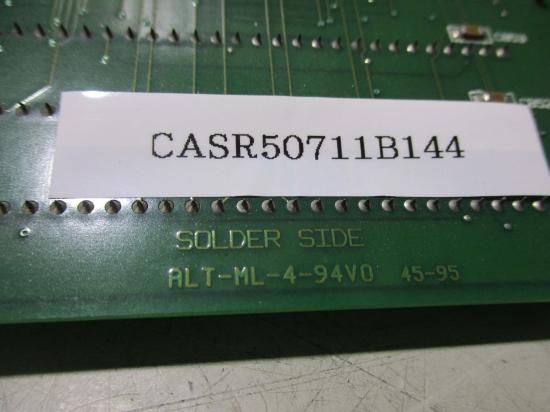 CASR50711B144
SOLDER SIDE
ALT-ML-4-94V0 45-95